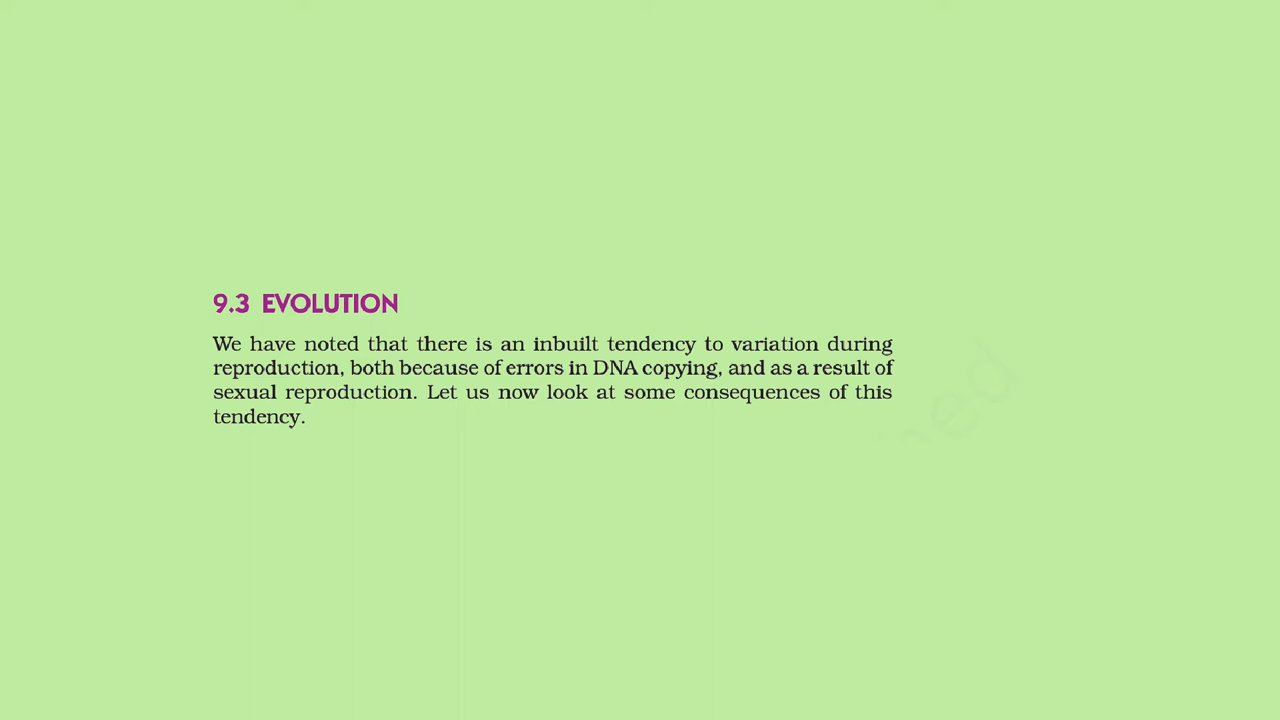 9.3 EVOLUTION
We have noted that there is an inbuilt tendency to variation during
reproduction, both because of errors in DNA copying, and as a result of
sexual reproduction. Let us now look at some consequences of this
tendency.